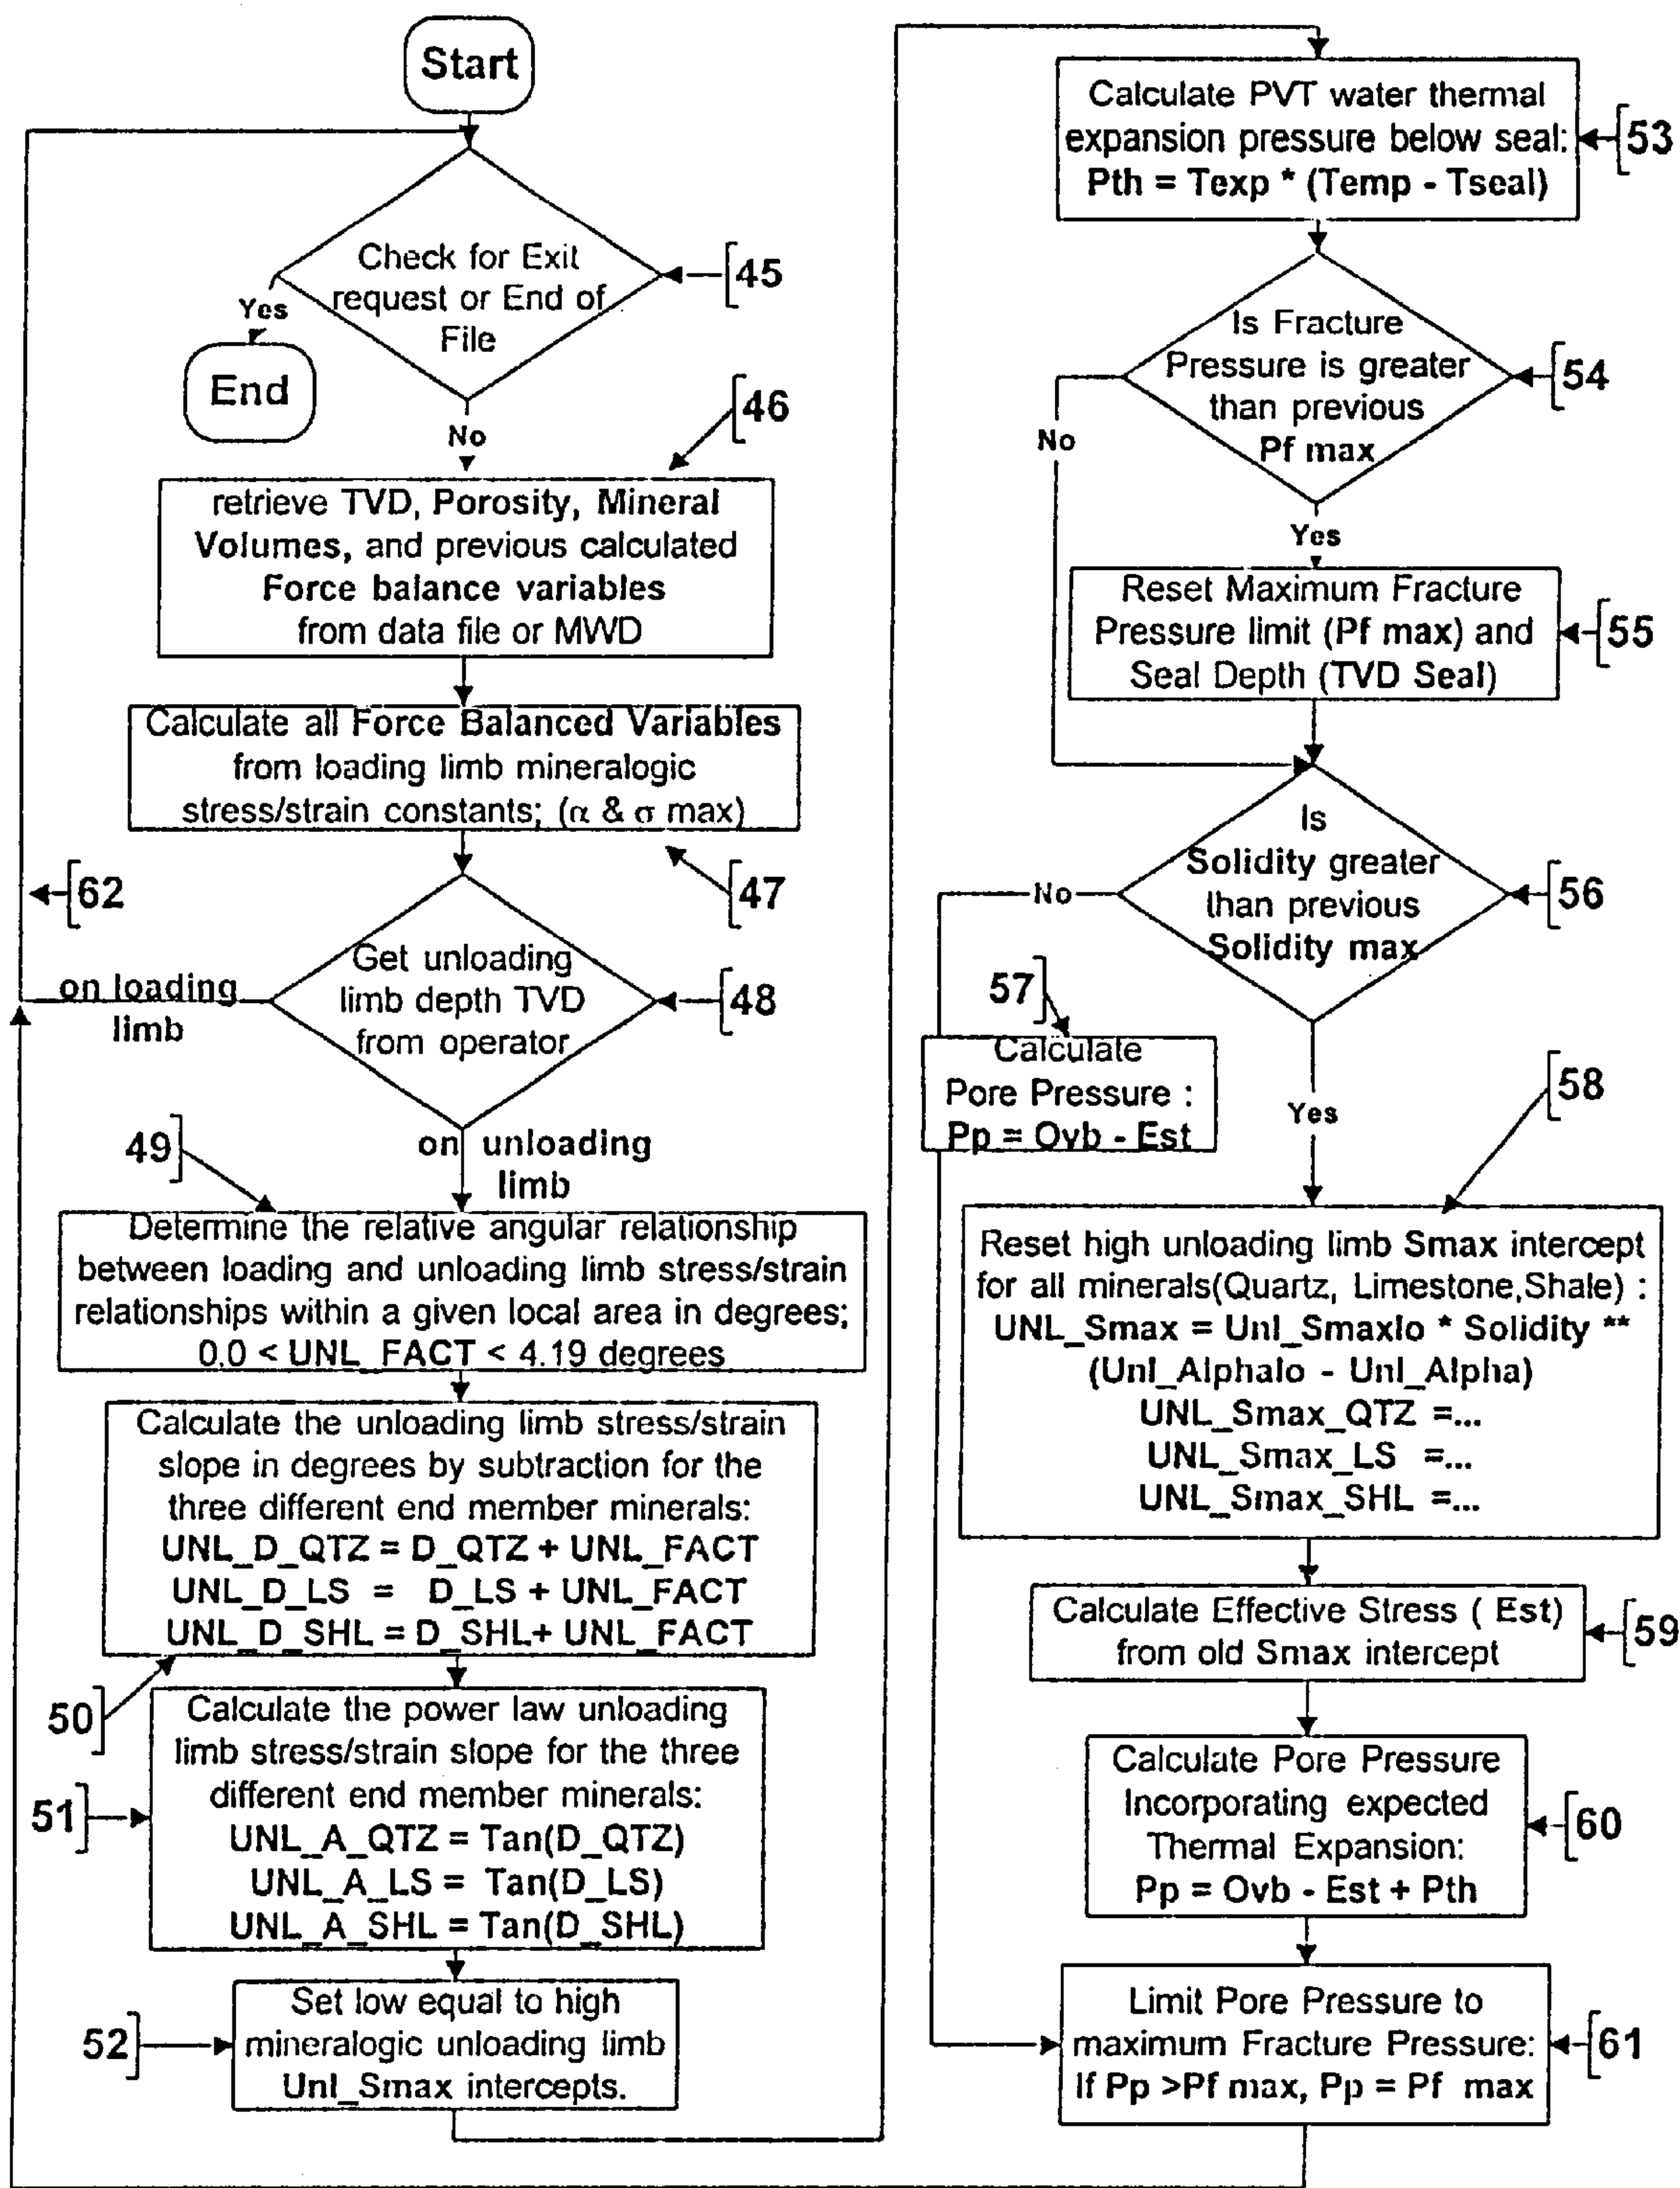 Start
Check for Exit
request or End of
File
45
Yes
End
No
46
retrieve TVD, Porosity, Mineral
Volumes, and previous calculated
Force balance variables
from data file or MWD
Calculate all Force Balanced Variables
from loading limb mineralogic
stress/strain constants; (α & σ max)
47
62
Get unloading
limb depth TVD
from operator
48
on loading
limb
on unloading
limb
49
Determine the relative angular relationship
between loading and unloading limb stress/strain
relationships within a given local area in degrees;
0.0 < UNL_FACT < 4.19 degrees
Calculate the unloading limb stress/strain
slope in degrees by subtraction for the
three different end member minerals:
UNL_D_QTZ = D_QTZ + UNL_FACT
UNL_D_LS = D_LS + UNL_FACT
UNL_D_SHL = D_SHL+ UNL_FACT
50
Calculate the power law unloading
limb stress/strain slope for the three
different end member minerals:
UNL_A_QTZ = Tan(D_QTZ)
UNL_A_LS = Tan(D_LS)
UNL_A_SHL = Tan(D_SHL)
51
Set low equal to high
mineralogic unloading limb
Unl_Smax intercepts.
52
Calculate PVT water thermal
expansion pressure below seal:
Pth = Texp * (Temp - Tseal)
53
Is Fracture
Pressure is greater
than previous
Pf max
54
No
Yes
Reset Maximum Fracture
Pressure limit (Pf max) and
Seal Depth (TVD Seal)
55
Is
Solidity greater
than previous
Solidity max
56
No
57
Calculate
Pore Pressure :
Pp = Ovb - Est
Yes
58
Reset high unloading limb Smax intercept
for all minerals(Quartz, Limestone,Shale) :
UNL_Smax = Unl_Smaxlo * Solidity **
(Unl_Alphalo - Unl_Alpha)
UNL_Smax_QTZ =...
UNL_Smax_LS =...
UNL_Smax_SHL =...
Calculate Effective Stress ( Est)
from old Smax intercept
59
Calculate Pore Pressure
Incorporating expected
Thermal Expansion:
Pp = Ovb - Est + Pth
60
Limit Pore Pressure to
maximum Fracture Pressure:
If Pp >Pf max, Pp = Pf max
61